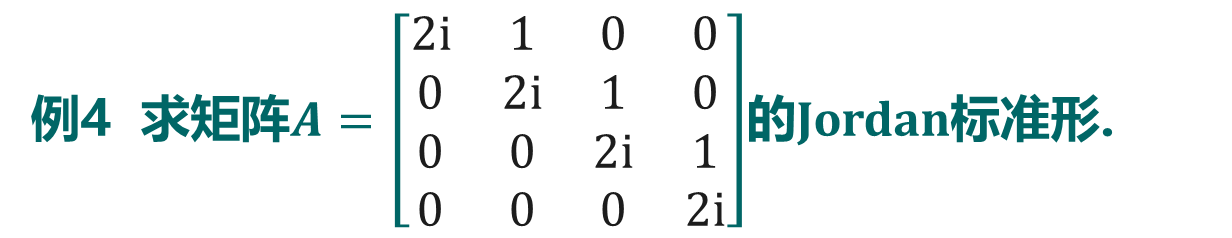 例4 求矩阵A = [2i 1 0 0
0 2i 1 0
0 0 2i 1
0 0 0 2i] 的Jordan标准形.